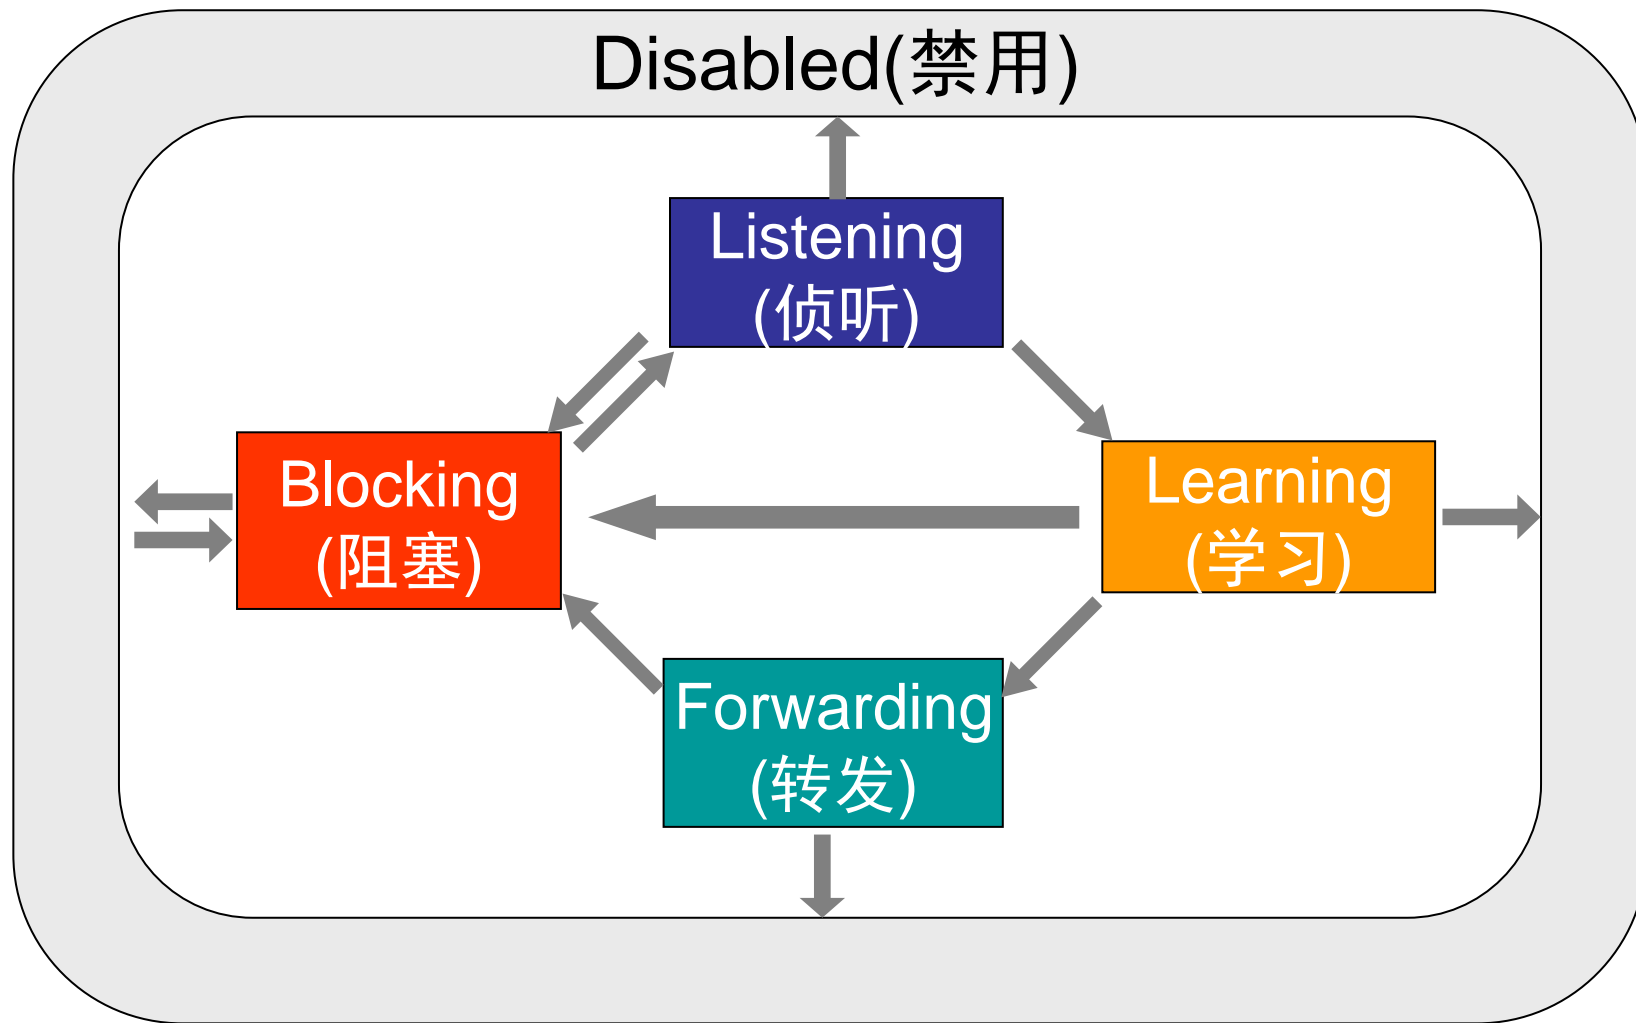 Disabled(禁用)
Listening
(侦听)
Blocking
(阻塞)
Learning
(学习)
Forwarding
(转发)